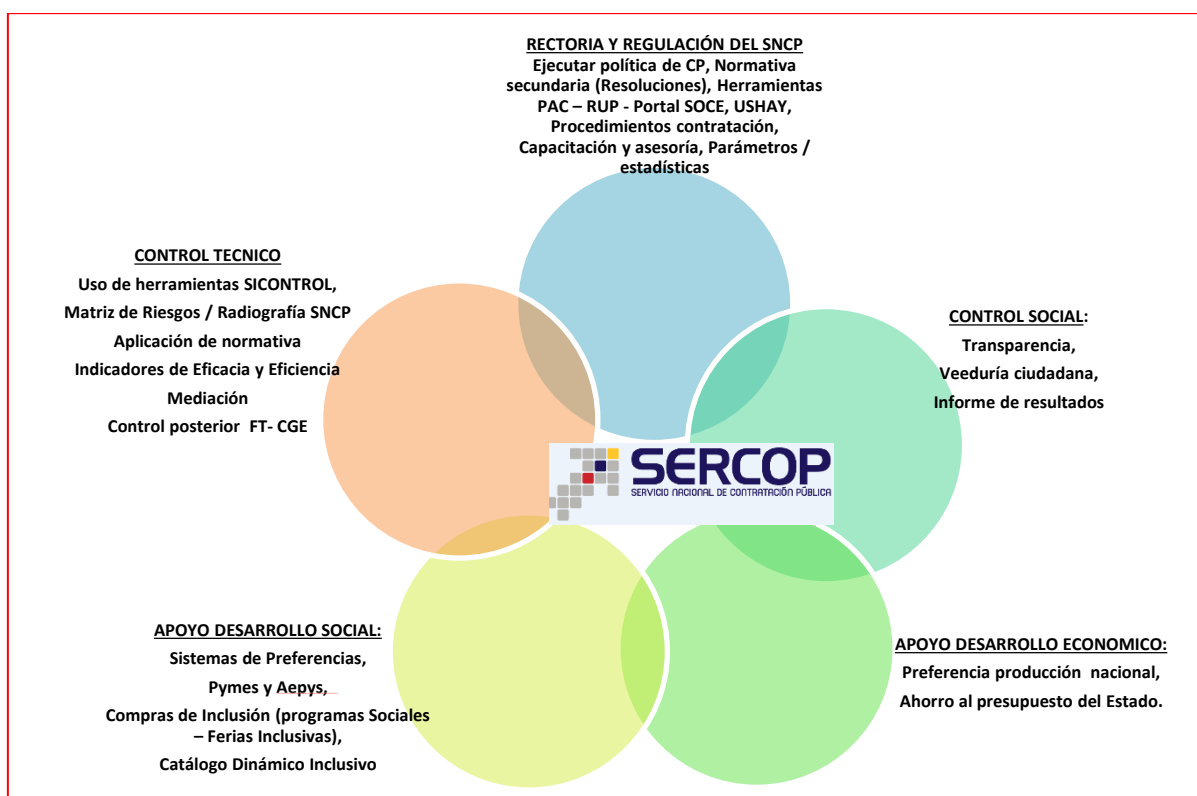 RECTORIA Y REGULACIÓN DEL SNCP
Ejecutar política de CP, Normativa
secundaria (Resoluciones), Herramientas
PAC – RUP - Portal SOCE, USHAY,
Procedimientos contratación,
Capacitación y asesoría, Parámetros /
estadísticas
CONTROL TECNICO
Uso de herramientas SICONTROL,
Matriz de Riesgos / Radiografía SNCP
Aplicación de normativa
Indicadores de Eficacia y Eficiencia
Mediación
Control posterior FT- CGE
CONTROL SOCIAL:
Transparencia,
Veeduría ciudadana,
Informe de resultados
SERCOP
SERVICIO NACIONAL DE CONTRATACIÓN PÚBLICA
APOYO DESARROLLO SOCIAL:
Sistemas de Preferencias,
Pymes y Aepys,
Compras de Inclusión (programas Sociales
– Ferias Inclusivas),
Catálogo Dinámico Inclusivo
APOYO DESARROLLO ECONOMICO:
Preferencia producción nacional,
Ahorro al presupuesto del Estado.